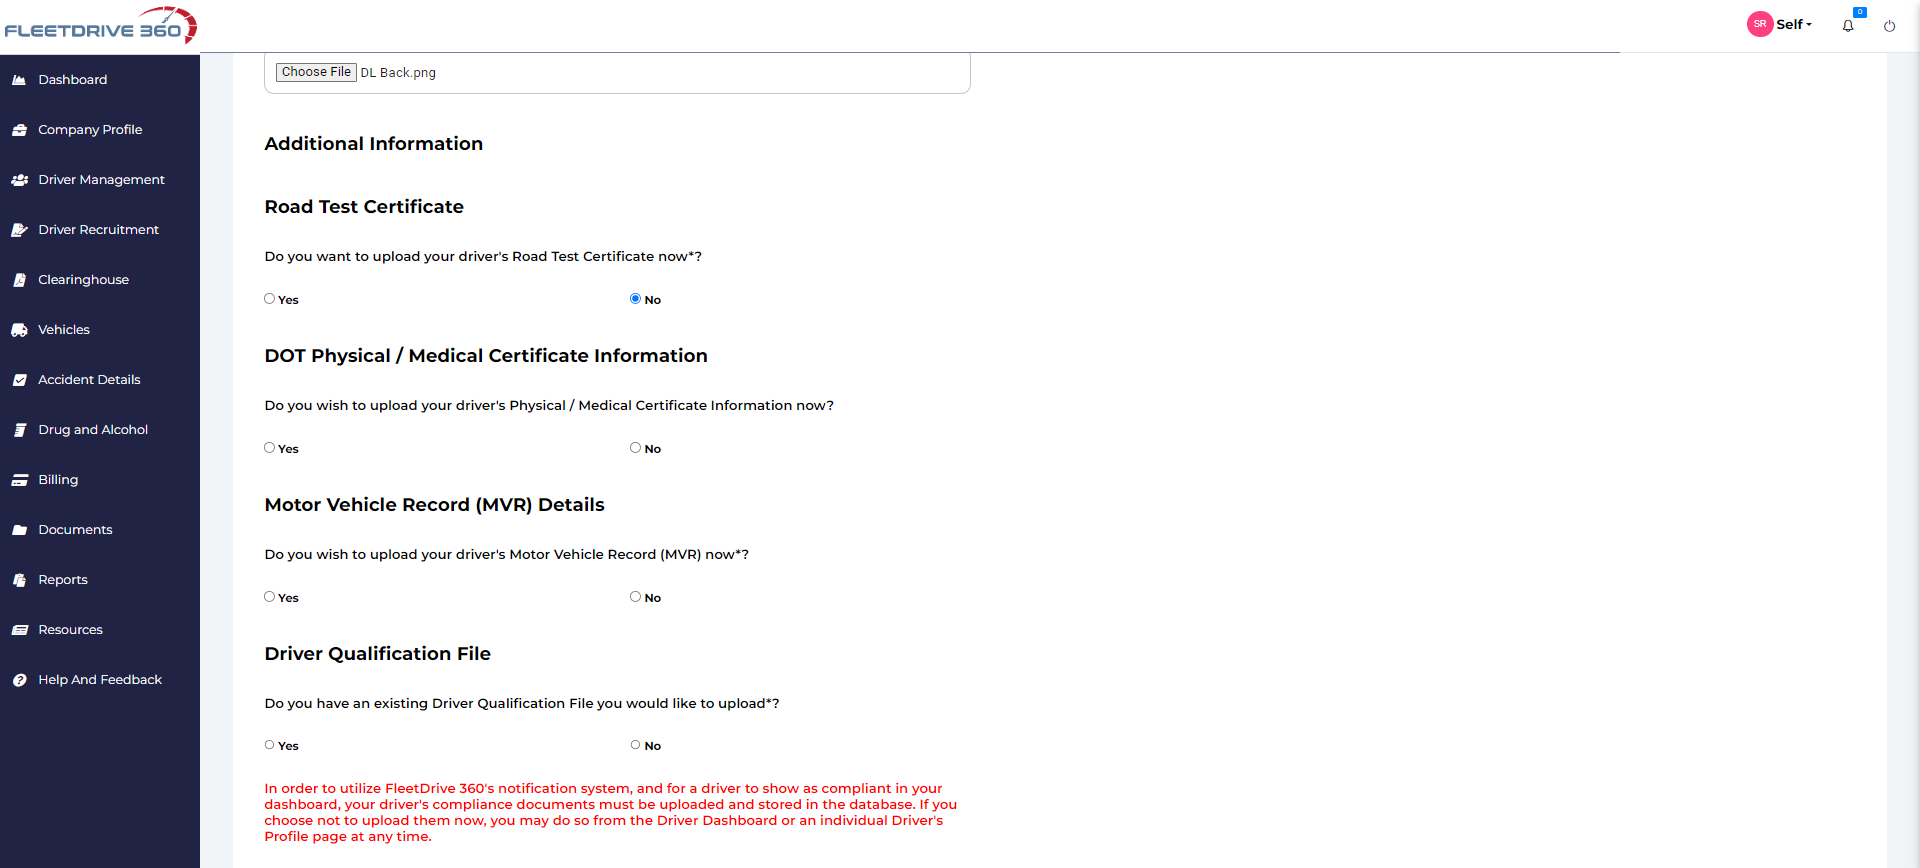 FLEETDRIVE 360
SR Self
0
Dashboard
Company Profile
Driver Management
Driver Recruitment
Clearinghouse
Vehicles
Accident Details
Drug and Alcohol
Billing
Documents
Reports
Resources
Help And Feedback
Choose File DL Back.png
Additional Information
Road Test Certificate
Do you want to upload your driver's Road Test Certificate now*?
Yes No
DOT Physical / Medical Certificate Information
Do you wish to upload your driver's Physical / Medical Certificate Information now?
Yes No
Motor Vehicle Record (MVR) Details
Do you wish to upload your driver's Motor Vehicle Record (MVR) now*?
Yes No
Driver Qualification File
Do you have an existing Driver Qualification File you would like to upload*?
Yes No
In order to utilize FleetDrive 360's notification system, and for a driver to show as compliant in your
dashboard, your driver's compliance documents must be uploaded and stored in the database. If you
choose not to upload them now, you may do so from the Driver Dashboard or an individual Driver's
Profile page at any time.